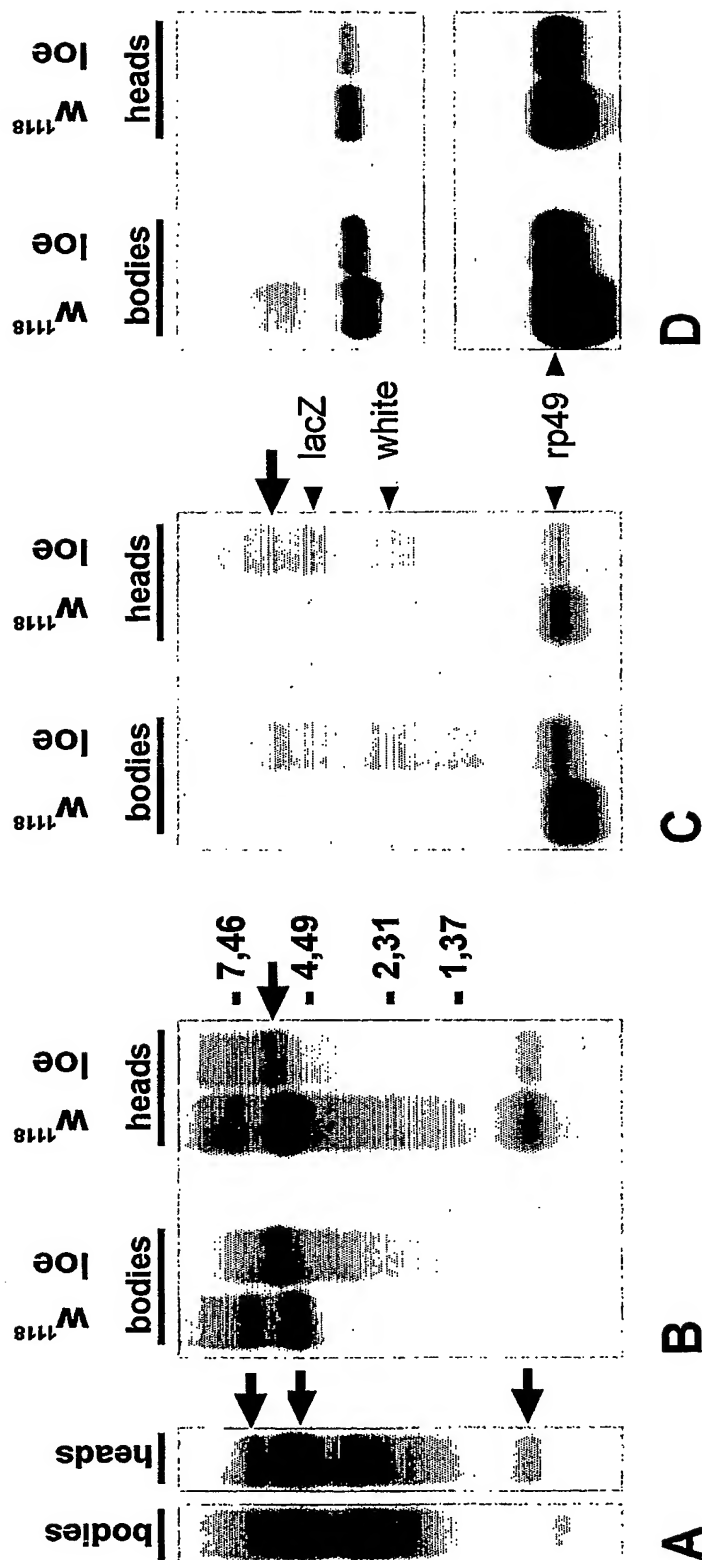 bodies
heads
A
w¹¹¹⁸
loe
w¹¹¹⁸
loe
bodies
heads
- 7,46
- 4,49
- 2,31
- 1,37
B
w¹¹¹⁸
loe
w¹¹¹⁸
loe
bodies
heads
lacZ
white
rp49
C
w¹¹¹⁸
loe
w¹¹¹⁸
loe
bodies
heads
D